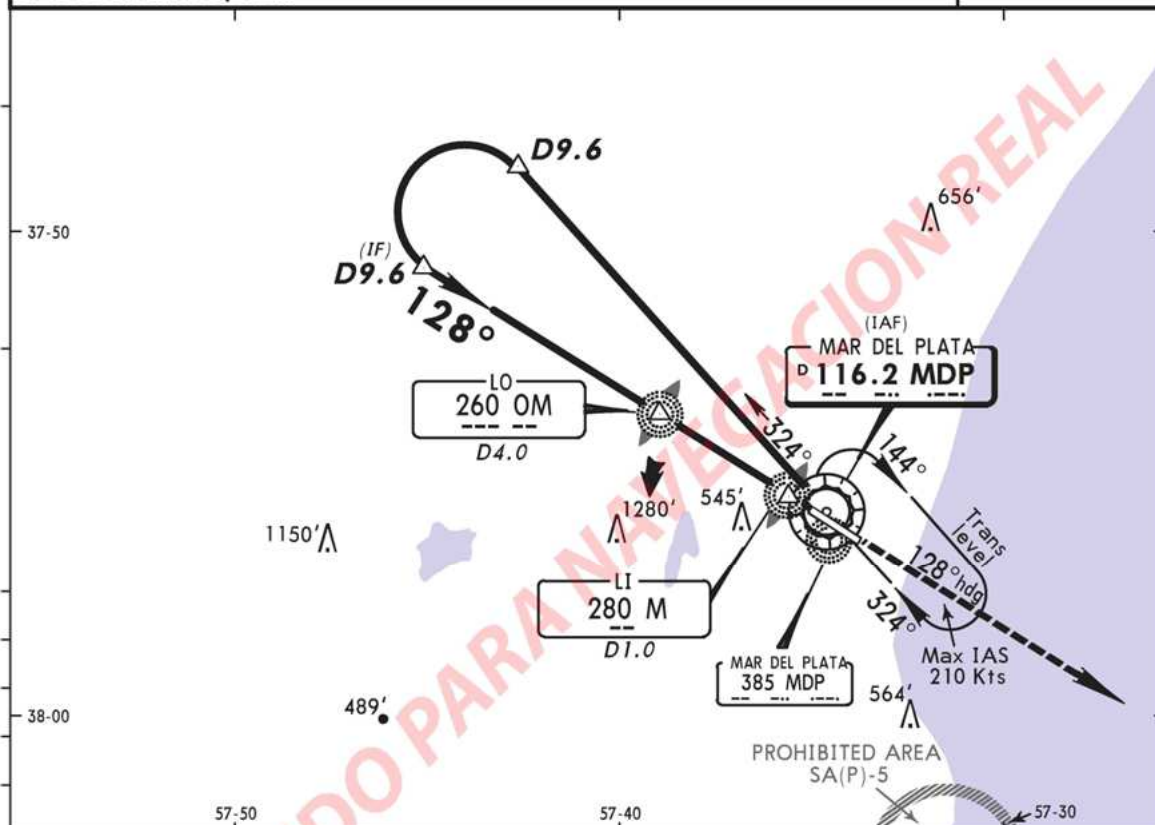 D9.6
656'
37-50
(IF)
D9.6
128°
(IAF)
MAR DEL PLATA
D 116.2 MDP
LO
260 OM
D4.0
324°
144°
Trans
level
545'
1280'
1150'
128° hdg
LI
280 M
D1.0
324°
Max IAS
210 Kts
MAR DEL PLATA
385 MDP
564'
489'
38-00
PROHIBITED AREA
SA(P)-5
57-50
57-40
57-30
DO PARA NAVEGACION REAL